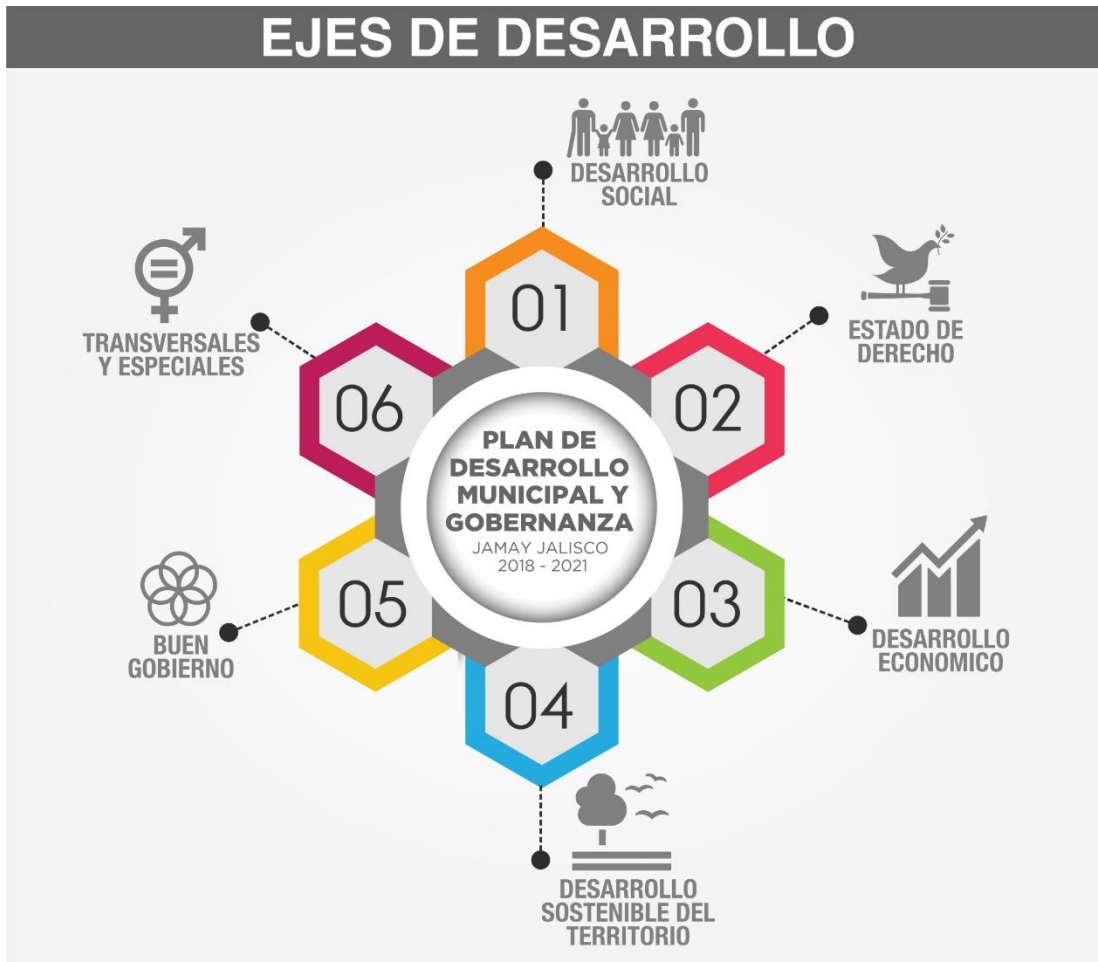 EJES DE DESARROLLO
DESARROLLO
SOCIAL
01
ESTADO DE
DERECHO
02
DESARROLLO
ECONOMICO
03
DESARROLLO
SOSTENIBLE DEL
TERRITORIO
04
BUEN
GOBIERNO
05
TRANSVERSALES
Y ESPECIALES
06
PLAN DE
DESARROLLO
MUNICIPAL Y
GOBERNANZA
JAMAY JALISCO
2018 - 2021